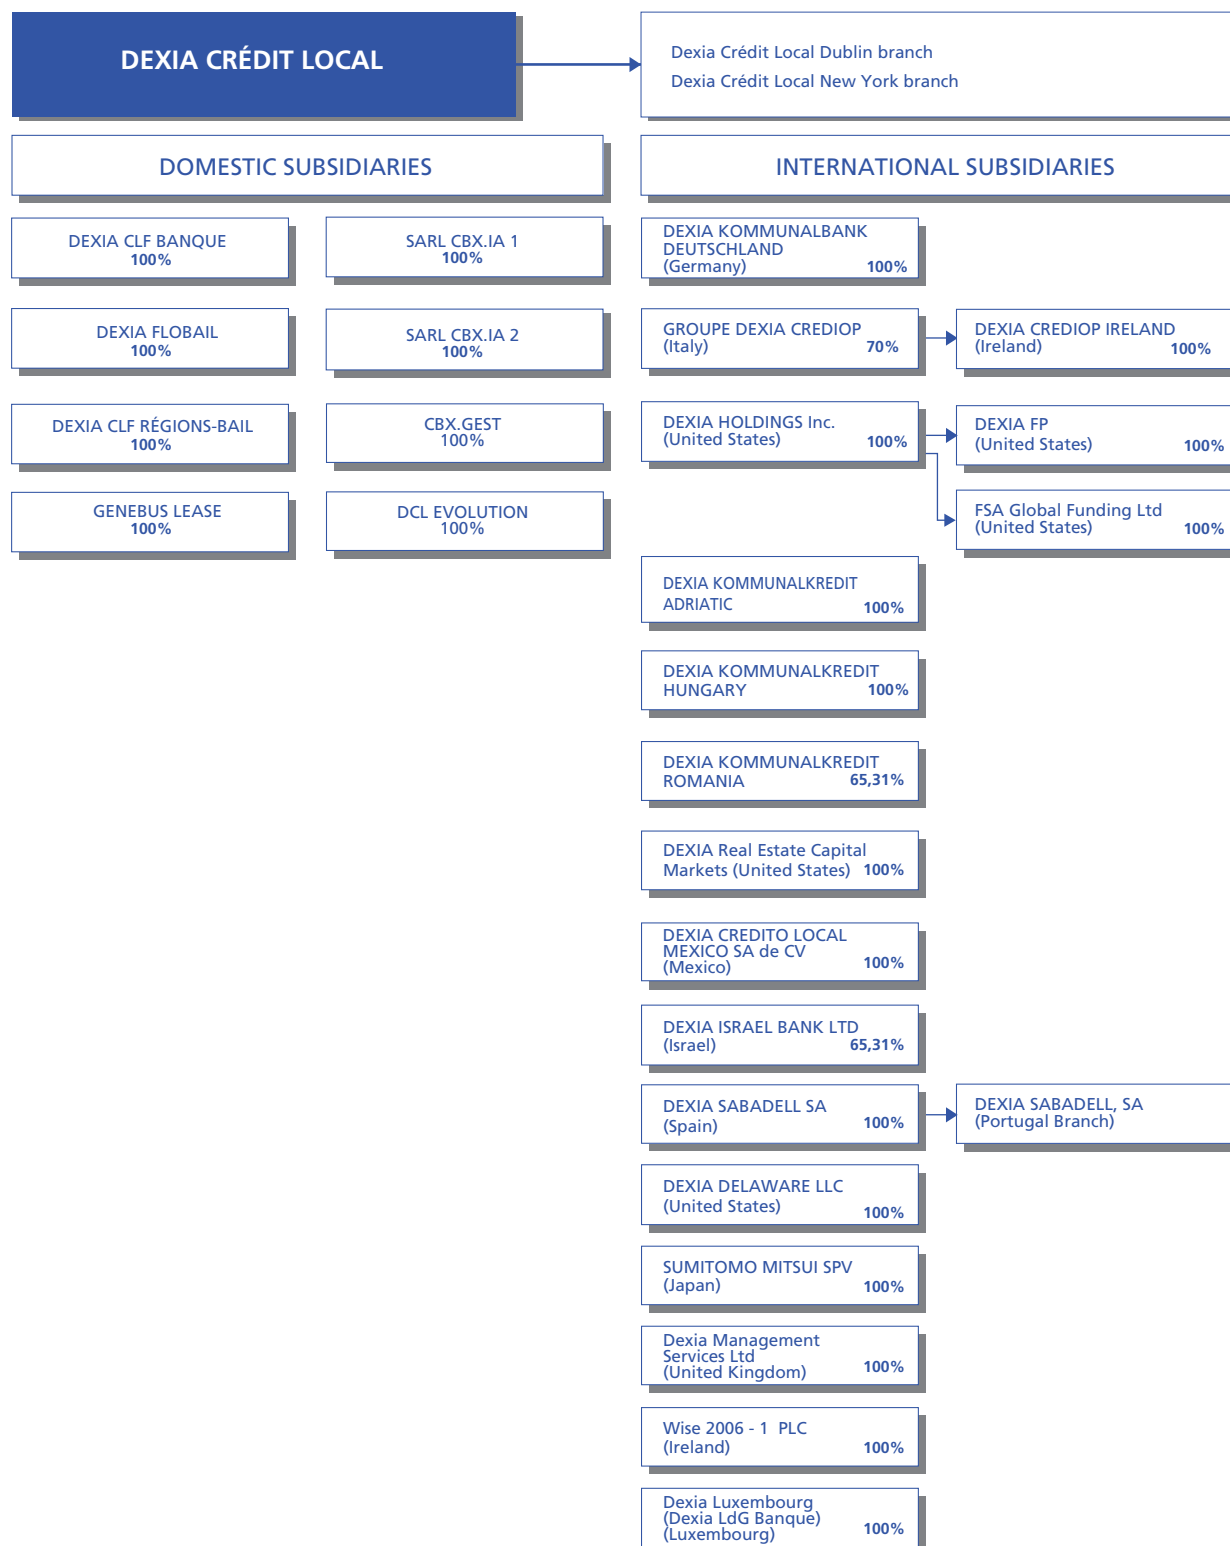 DEXIA CRÉDIT LOCAL
Dexia Crédit Local Dublin branch
Dexia Crédit Local New York branch
DOMESTIC SUBSIDIARIES
INTERNATIONAL SUBSIDIARIES
DEXIA CLF BANQUE
100%
SARL CBX.IA 1
100%
DEXIA FLOBAIL
100%
SARL CBX.IA 2
100%
DEXIA CLF RÉGIONS-BAIL
100%
CBX.GEST
100%
GENEBUS LEASE
100%
DCL EVOLUTION
100%
DEXIA KOMMUNALBANK
DEUTSCHLAND
(Germany) 100%
GROUPE DEXIA CREDIOP
(Italy) 70%
DEXIA CREDIOP IRELAND
(Ireland) 100%
DEXIA HOLDINGS Inc.
(United States) 100%
DEXIA FP
(United States) 100%
FSA Global Funding Ltd
(United States) 100%
DEXIA KOMMUNALKREDIT
ADRIATIC 100%
DEXIA KOMMUNALKREDIT
HUNGARY 100%
DEXIA KOMMUNALKREDIT
ROMANIA 65,31%
DEXIA Real Estate Capital
Markets (United States) 100%
DEXIA CREDITO LOCAL
MEXICO SA de CV
(Mexico) 100%
DEXIA ISRAEL BANK LTD
(Israel) 65,31%
DEXIA SABADELL SA
(Spain) 100%
DEXIA SABADELL, SA
(Portugal Branch)
DEXIA DELAWARE LLC
(United States) 100%
SUMITOMO MITSUI SPV
(Japan) 100%
Dexia Management
Services Ltd
(United Kingdom) 100%
Wise 2006 - 1 PLC
(Ireland) 100%
Dexia Luxembourg
(Dexia LdG Banque)
(Luxembourg) 100%